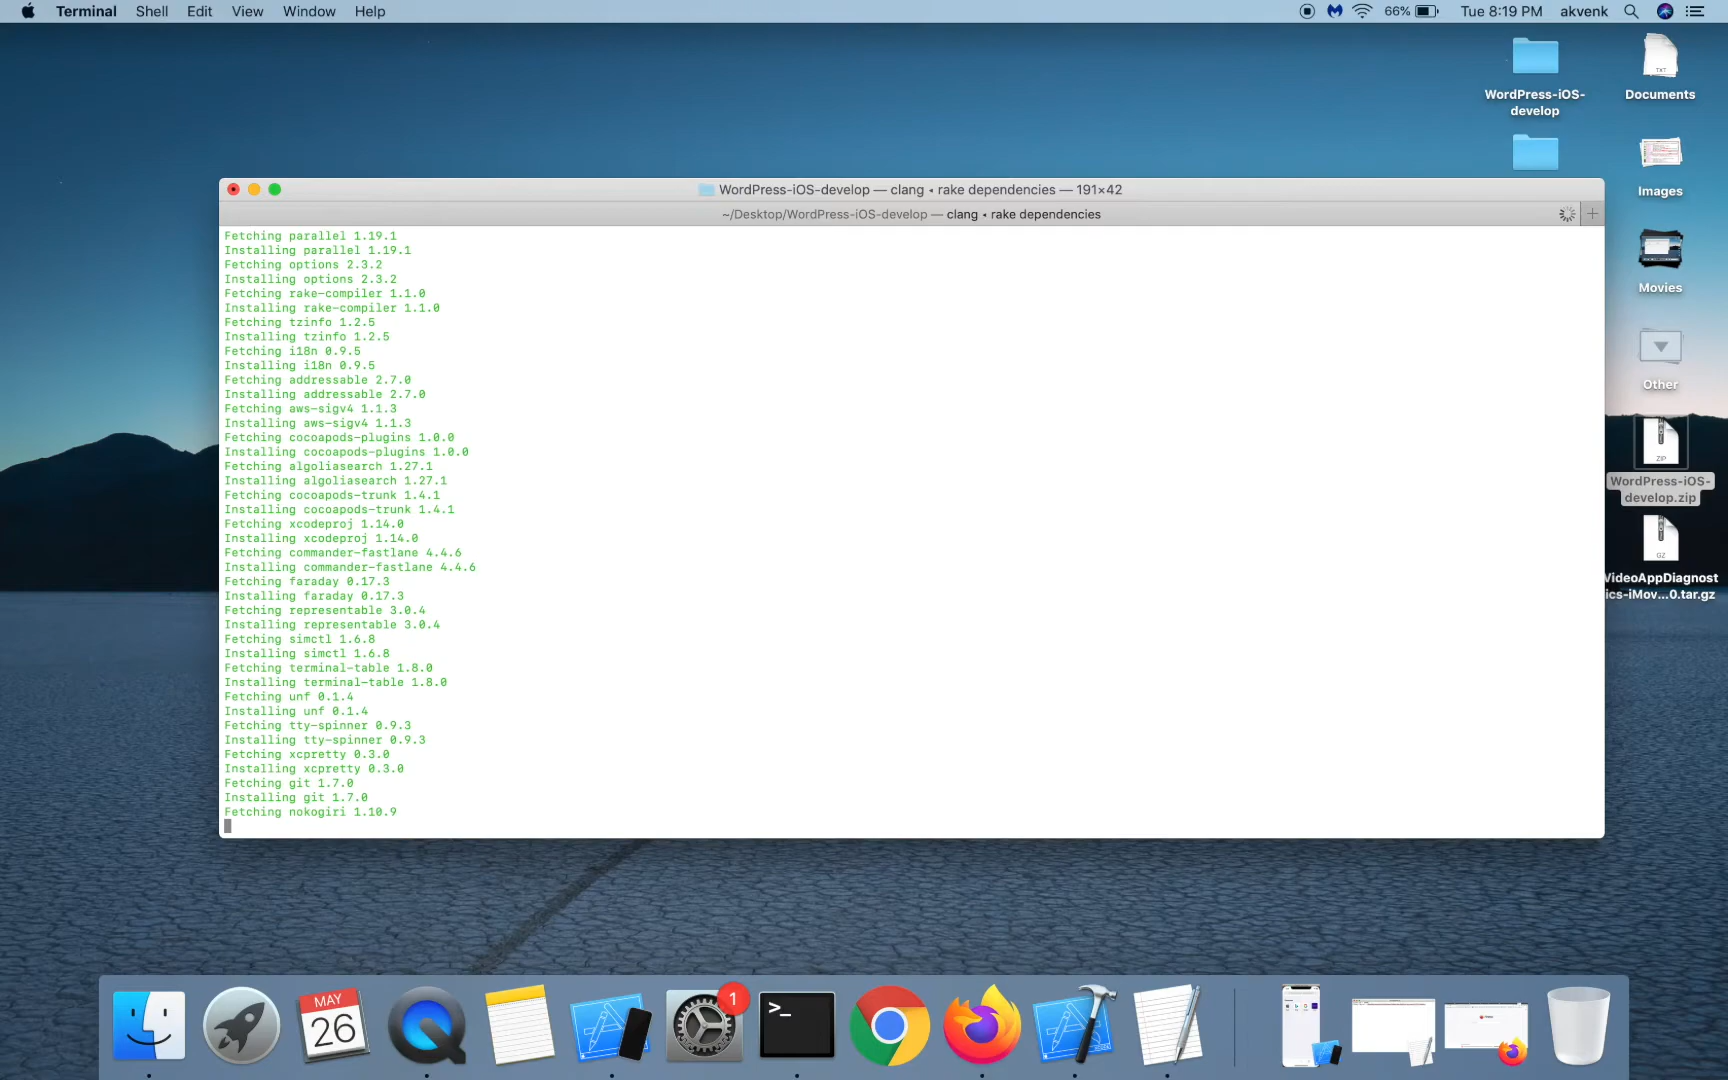 Terminal Shell Edit View Window Help
66% Tue 8:19 PM akvenk
WordPress-iOS-
develop
TXT
Documents
Images
Movies
Other
ZIP
WordPress-iOS-
develop.zip
GZ
VideoAppDiagnost
ics-iMov...0.tar.gz
WordPress-iOS-develop — clang ◂ rake dependencies — 191×42
~/Desktop/WordPress-iOS-develop — clang ◂ rake dependencies
Fetching parallel 1.19.1
Installing parallel 1.19.1
Fetching options 2.3.2
Installing options 2.3.2
Fetching rake-compiler 1.1.0
Installing rake-compiler 1.1.0
Fetching tzinfo 1.2.5
Installing tzinfo 1.2.5
Fetching i18n 0.9.5
Installing i18n 0.9.5
Fetching addressable 2.7.0
Installing addressable 2.7.0
Fetching aws-sigv4 1.1.3
Installing aws-sigv4 1.1.3
Fetching cocoapods-plugins 1.0.0
Installing cocoapods-plugins 1.0.0
Fetching algoliasearch 1.27.1
Installing algoliasearch 1.27.1
Fetching cocoapods-trunk 1.4.1
Installing cocoapods-trunk 1.4.1
Fetching xcodeproj 1.14.0
Installing xcodeproj 1.14.0
Fetching commander-fastlane 4.4.6
Installing commander-fastlane 4.4.6
Fetching faraday 0.17.3
Installing faraday 0.17.3
Fetching representable 3.0.4
Installing representable 3.0.4
Fetching simctl 1.6.8
Installing simctl 1.6.8
Fetching terminal-table 1.8.0
Installing terminal-table 1.8.0
Fetching unf 0.1.4
Installing unf 0.1.4
Fetching tty-spinner 0.9.3
Installing tty-spinner 0.9.3
Fetching xcpretty 0.3.0
Installing xcpretty 0.3.0
Fetching git 1.7.0
Installing git 1.7.0
Fetching nokogiri 1.10.9
MAY
26
1
>_